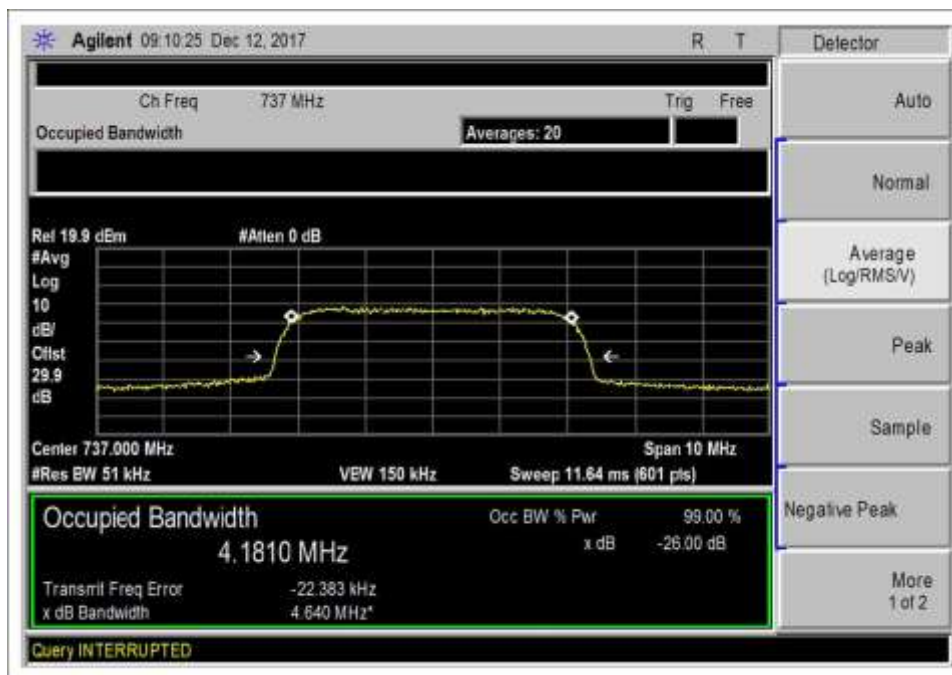 Agilent 09:10:25 Dec 12, 2017 R T
Detector
Ch Freq 737 MHz Trig Free
Occupied Bandwidth Averages: 20
Ref 19.9 dBm #Atten 0 dB
#Avg
Log
10
dB/
Offst
29.9
dB
Center 737.000 MHz Span 10 MHz
#Res BW 51 kHz VBW 150 kHz Sweep 11.64 ms (601 pts)
Occupied Bandwidth Occ BW % Pwr 99.00 %
4.1810 MHz x dB -26.00 dB
Transmit Freq Error -22.383 kHz
x dB Bandwidth 4.640 MHz*
Query INTERRUPTED
Auto
Normal
Average
(Log/RMS/V)
Peak
Sample
Negative Peak
More
1 of 2